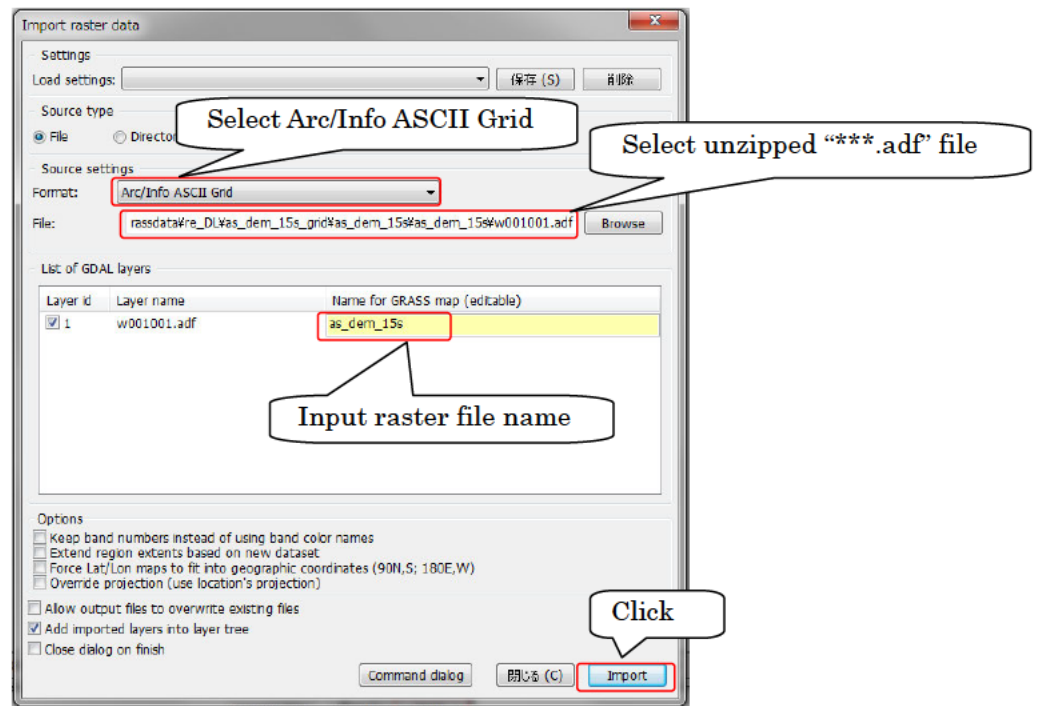 Import raster data
Settings
Load settings: 保存 (S) 削除
Source type
File Director
Select Arc/Info ASCII Grid
Select unzipped “***.adf” file
Source settings
Format: Arc/Info ASCII Grid
File: rassdata¥re_DL¥as_dem_15s_grid¥as_dem_15s¥as_dem_15s¥w001001.adf Browse
List of GDAL layers
Layer id Layer name Name for GRASS map (editable)
1 w001001.adf as_dem_15s
Input raster file name
Options
Keep band numbers instead of using band color names
Extend region extents based on new dataset
Force Lat/Lon maps to fit into geographic coordinates (90N,S; 180E,W)
Override projection (use location's projection)
Allow output files to overwrite existing files
Add imported layers into layer tree
Close dialog on finish
Click
Command dialog 閉じる (C) Import